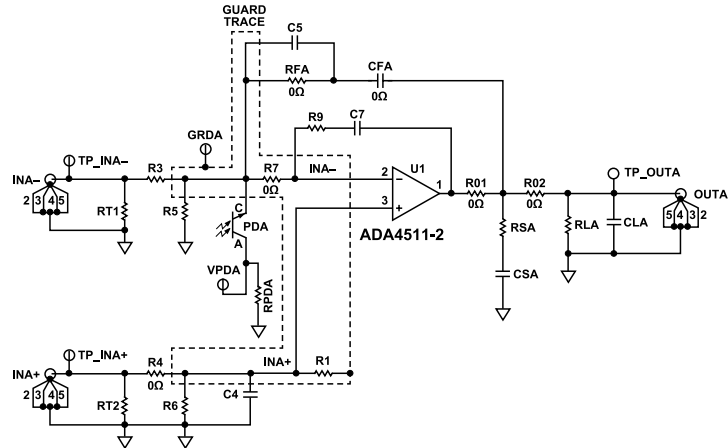 GUARD
TRACE
C5
RFA
0Ω
CFA
0Ω
GRDA
R9
C7
TP_INA–
INA–
2 3 4 5
R3
RT1
R5
R7
0Ω
INA–
2
3
U1
1
ADA4511-2
R01
0Ω
R02
0Ω
TP_OUTA
OUTA
5 4 3 2
RSA
CSA
RLA
CLA
C
PDA
A
VPDA
RPDA
TP_INA+
INA+
2 3 4 5
R4
0Ω
RT2
R6
C4
INA+
R1